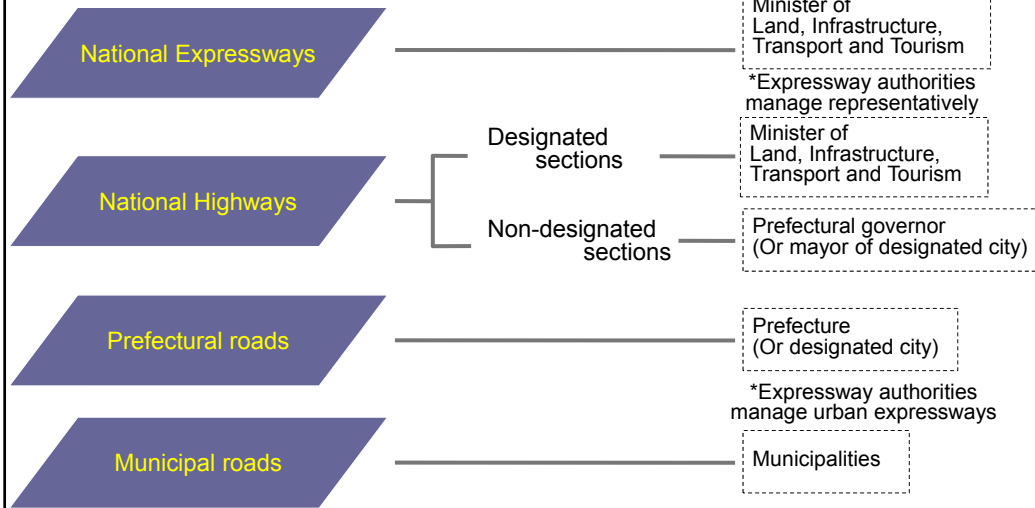 National Expressways
Minister of
Land, Infrastructure,
Transport and Tourism
*Expressway authorities
manage representatively
National Highways
Designated
sections
Minister of
Land, Infrastructure,
Transport and Tourism
Non-designated
sections
Prefectural governor
(Or mayor of designated city)
Prefectural roads
Prefecture
(Or designated city)
*Expressway authorities
manage urban expressways
Municipal roads
Municipalities